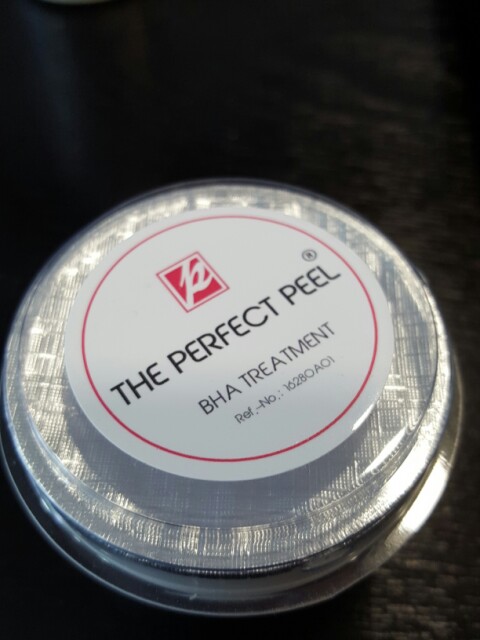 p
®
THE PERFECT PEEL
BHA TREATMENT
Ref.-No.: 16280A01